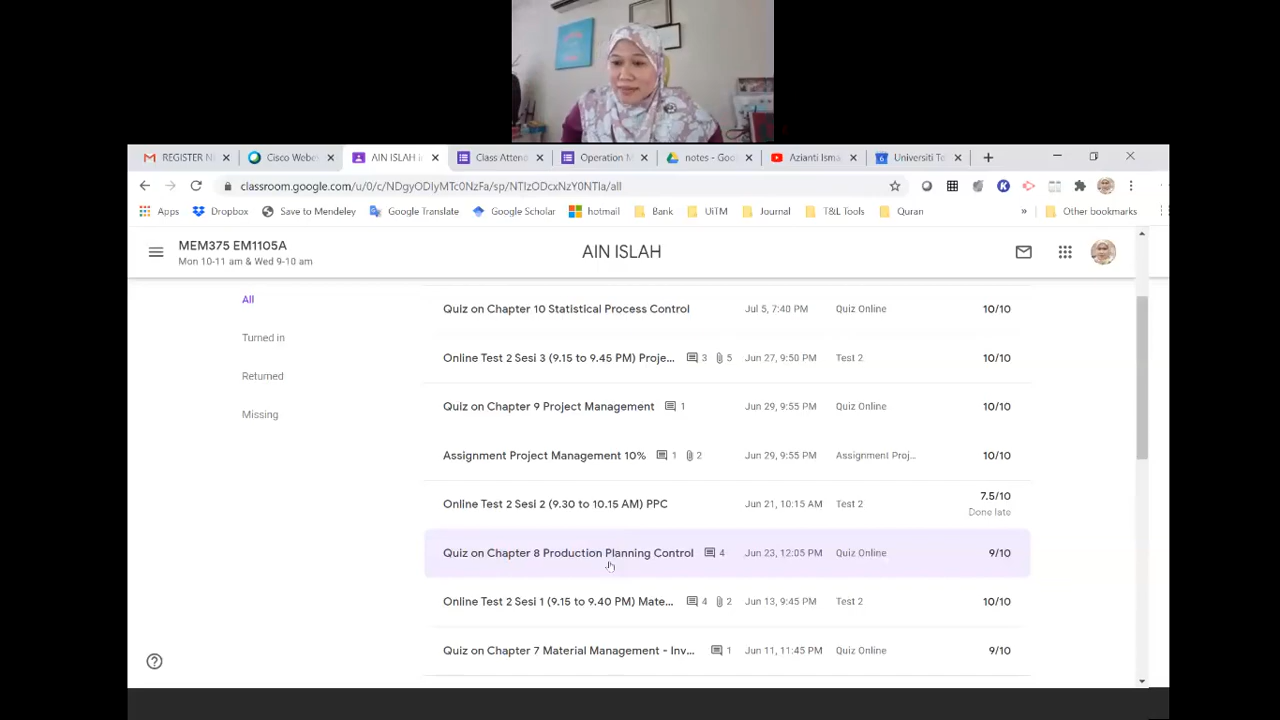 REGISTER N
Cisco Webe
AIN ISLAH i
Class Atten
Operation M
notes - Goo
Azianti Isma
Universiti Te
classroom.google.com/u/0/c/NDgyODIyMTc0NzFa/sp/NTIzODcxNzY0NTIa/all
Apps
Dropbox
Save to Mendeley
Google Translate
Google Scholar
hotmail
Bank
UiTM
Journal
T&L Tools
Quran
»
Other bookmarks
MEM375 EM1105A
Mon 10-11 am & Wed 9-10 am
AIN ISLAH
All
Turned in
Returned
Missing
Quiz on Chapter 10 Statistical Process Control Jul 5, 7:40 PM Quiz Online 10/10
Online Test 2 Sesi 3 (9.15 to 9.45 PM) Proje... 3 5 Jun 27, 9:50 PM Test 2 10/10
Quiz on Chapter 9 Project Management 1 Jun 29, 9:55 PM Quiz Online 10/10
Assignment Project Management 10% 1 2 Jun 29, 9:55 PM Assignment Proj... 10/10
Online Test 2 Sesi 2 (9.30 to 10.15 AM) PPC Jun 21, 10:15 AM Test 2 7.5/10
Done late
Quiz on Chapter 8 Production Planning Control 4 Jun 23, 12:05 PM Quiz Online 9/10
Online Test 2 Sesi 1 (9.15 to 9.40 PM) Mate... 4 2 Jun 13, 9:45 PM Test 2 10/10
Quiz on Chapter 7 Material Management - Inv... 1 Jun 11, 11:45 PM Quiz Online 9/10